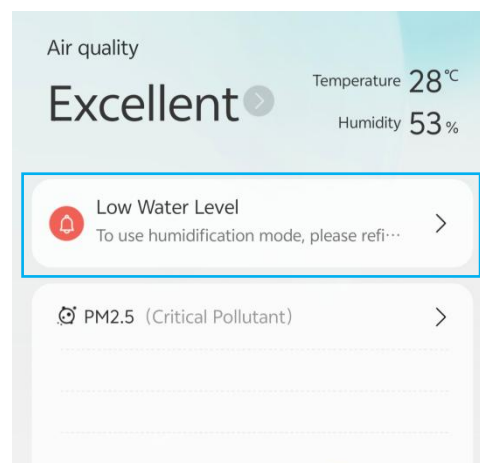 Air quality
Excellent
Temperature 28°C
Humidity 53%
Low Water Level
To use humidification mode, please refi···
PM2.5 (Critical Pollutant)